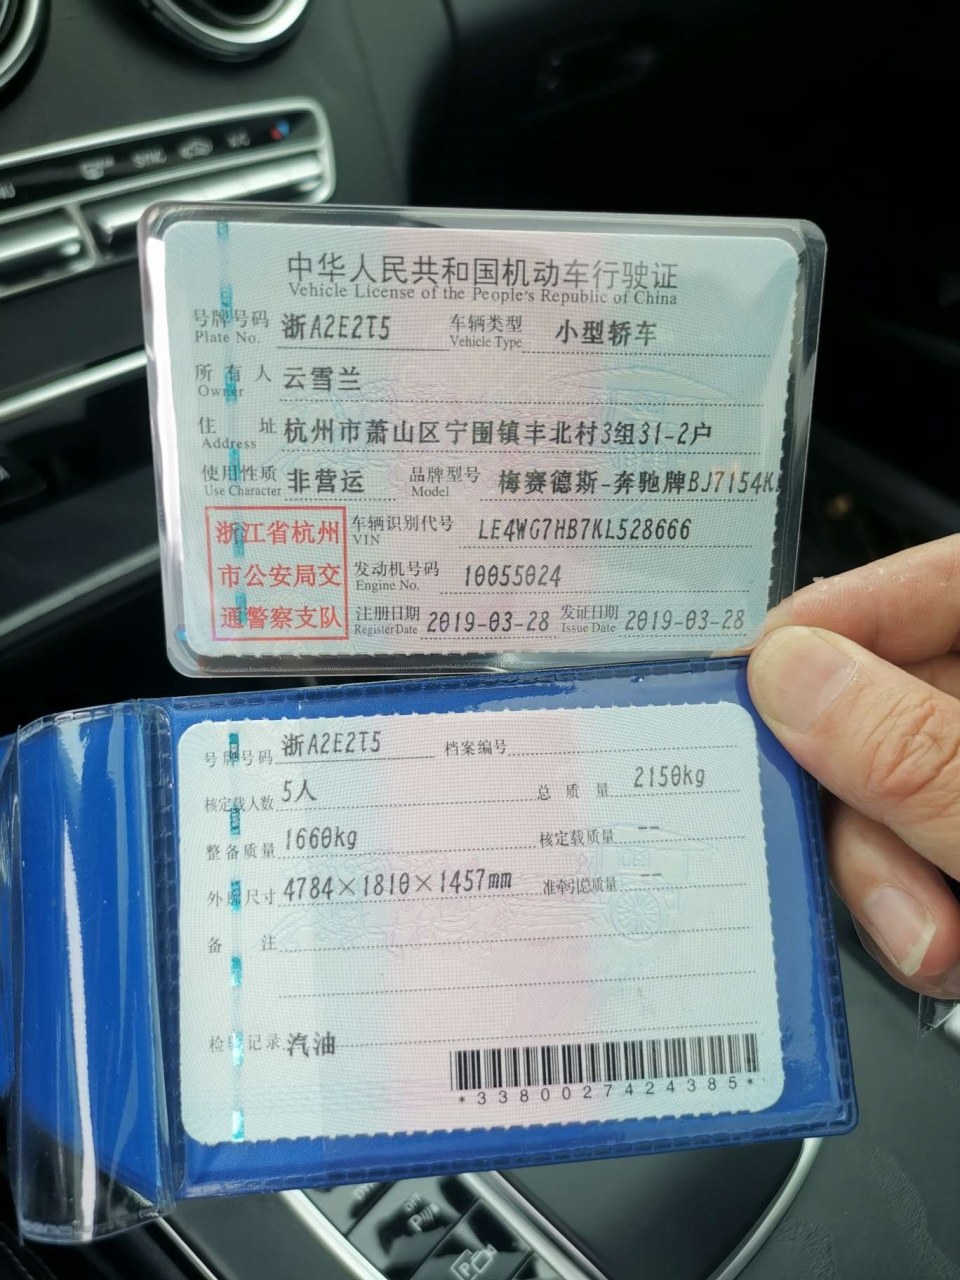 SYNC
A/C
中华人民共和国机动车行驶证
Vehicle License of the People's Republic of China
号牌号码 浙A2E2T5 车辆类型 小型轿车
Plate No. Vehicle Type
所有人 云雪兰
Owner
住址 杭州市萧山区宁围镇丰北村3组31-2户
Address
使用性质 非营运 品牌型号 梅赛德斯-奔驰牌BJ7154K
Use Character Model
浙江省杭州 车辆识别代号 LE4WG7HB7KL528666
VIN
市公安局交 发动机号码 10055024
Engine No.
通警察支队 注册日期 2019-03-28 发证日期 2019-03-28
Register Date Issue Date
号牌号码 浙A2E2T5 档案编号
核定载人数 5人 总质量 2150kg
整备质量 1660kg 核定载质量 --
外廓尺寸 4784×1810×1457mm 准牵引总质量 --
备注
检验记录 汽油
*3380027424385*
OFF